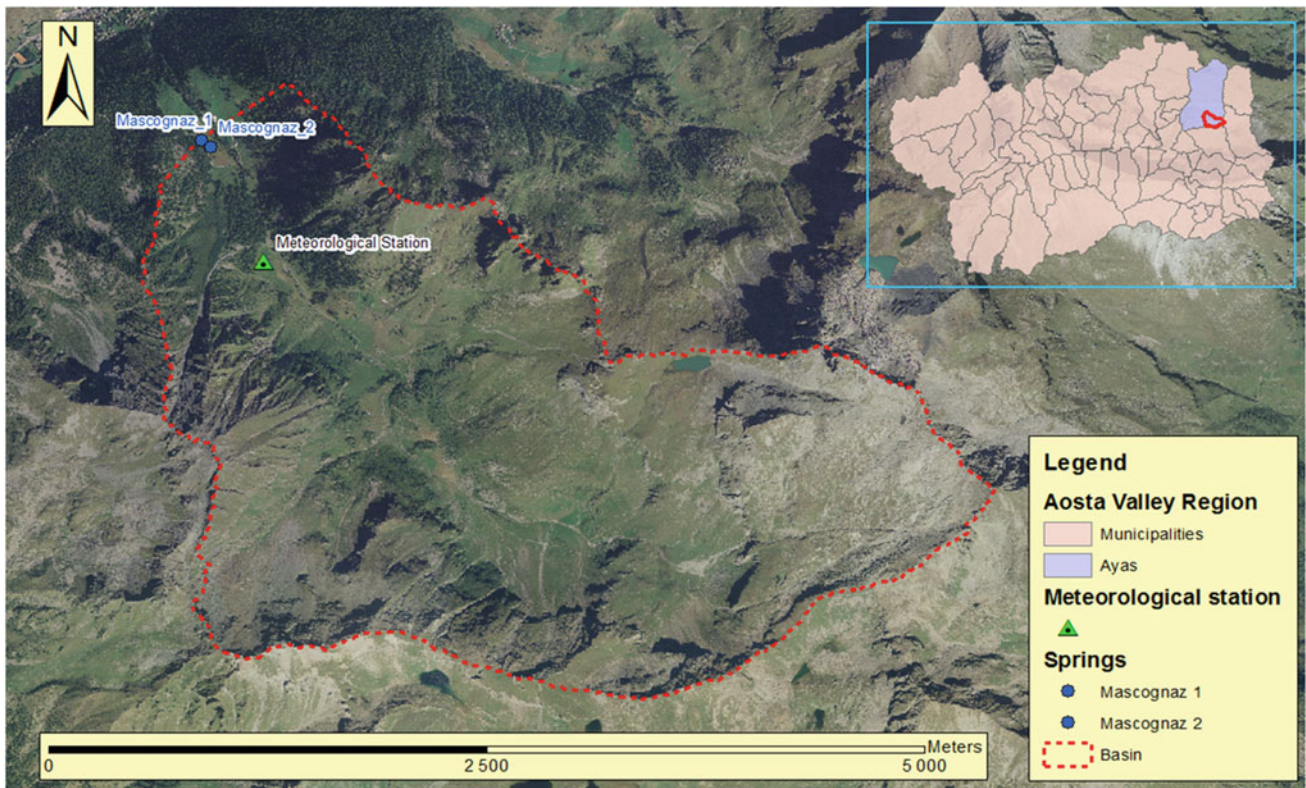 N
Mascognaz_1
Mascognaz_2
Meteorological Station
Legend
Aosta Valley Region
Municipalities
Ayas
Meteorological station
Springs
Mascognaz 1
Mascognaz 2
Basin
Meters
0
2 500
5 000